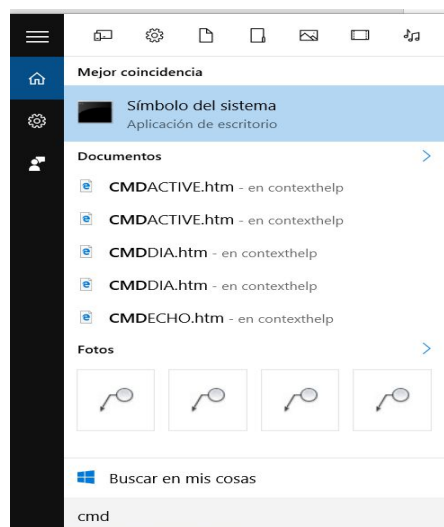 Mejor coincidencia
Símbolo del sistema
Aplicación de escritorio
Documentos
CMDACTIVE.htm - en contexthelp
CMDACTIVE.htm - en contexthelp
CMDDIA.htm - en contexthelp
CMDDIA.htm - en contexthelp
CMDECHO.htm - en contexthelp
Fotos
Buscar en mis cosas
cmd